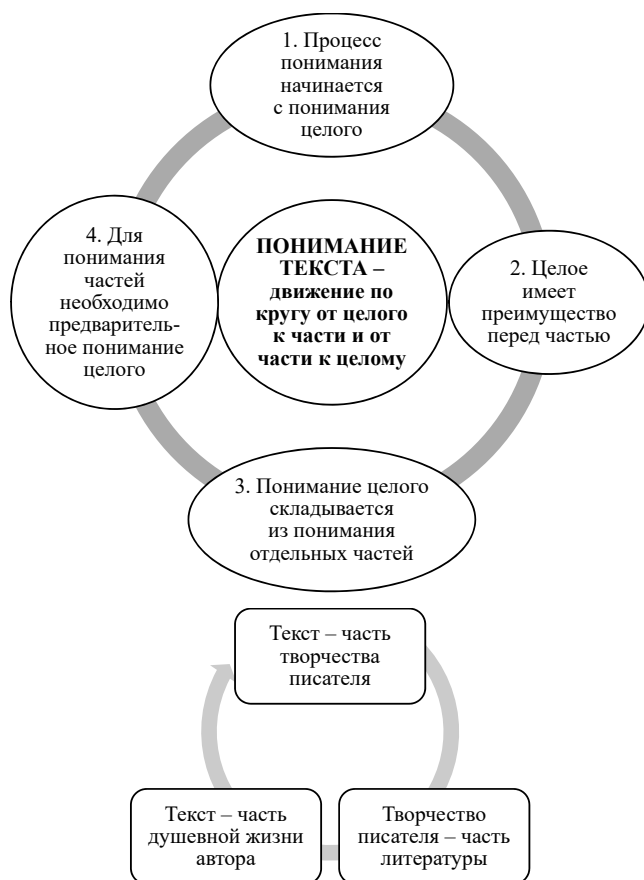 1. Процесс
понимания
начинается
с понимания
целого
4. Для
понимания
частей
необходимо
предваритель-
ное понимание
целого
ПОНИМАНИЕ
ТЕКСТА –
движение по
кругу от целого
к части и от
части к целому
2. Целое
имеет
преимущество
перед частью
3. Понимание целого
складывается
из понимания
отдельных частей
Текст – часть
творчества
писателя
Текст – часть
душевной жизни
автора
Творчество
писателя – часть
литературы